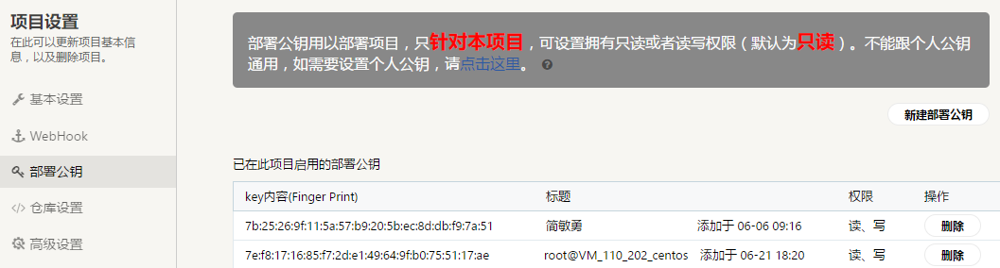 项目设置
在此可以更新项目基本信
息，以及删除项目。
基本设置
WebHook
部署公钥
仓库设置
高级设置
部署公钥用以部署项目，只针对本项目，可设置拥有只读或者读写权限（默认为只读）。不能跟个人公钥
通用，如需要设置个人公钥，请点击这里。
新建部署公钥
已在此项目启用的部署公钥
key内容(Finger Print) 标题 权限 操作
7b:25:26:9f:11:5a:57:b9:20:5b:ec:8d:db:f9:7a:51 简敏勇 添加于 06-06 09:16 读、写 删除
7e:f8:17:16:85:f7:2d:e1:49:64:9f:b0:75:51:17:ae root@VM_110_202_centos 添加于 06-21 18:20 读、写 删除